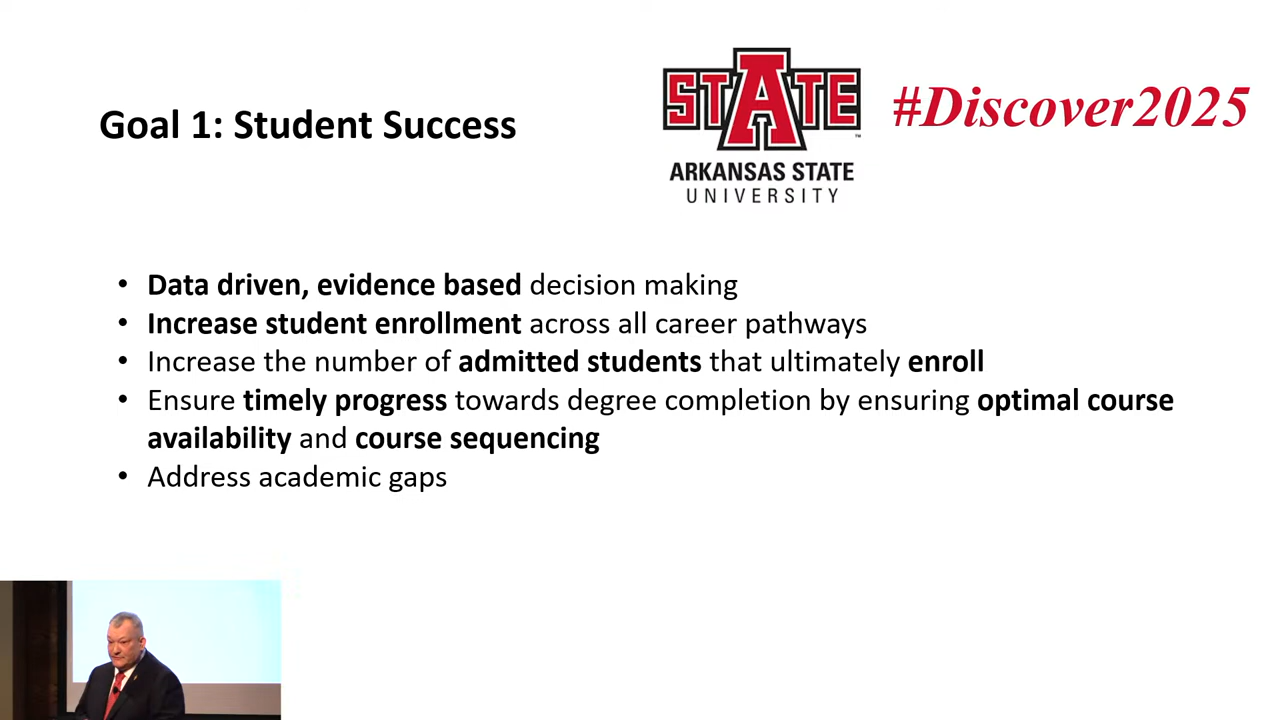 Goal 1: Student Success
STATE
™
ARKANSAS STATE
UNIVERSITY
#Discover2025
• Data driven, evidence based decision making
• Increase student enrollment across all career pathways
• Increase the number of admitted students that ultimately enroll
• Ensure timely progress towards degree completion by ensuring optimal course
availability and course sequencing
• Address academic gaps